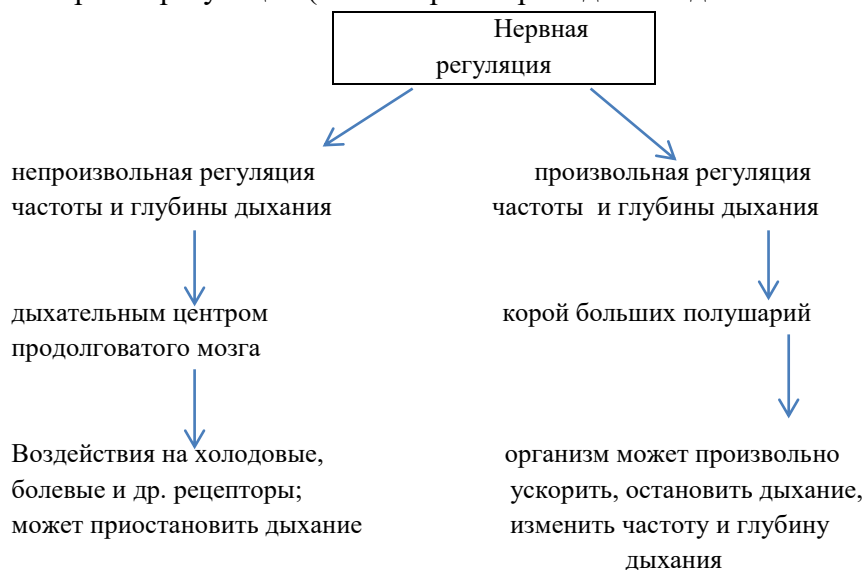 Нервная
регуляция
непроизвольная регуляция
частоты и глубины дыхания
произвольная регуляция
частоты и глубины дыхания
дыхательным центром
продолговатого мозга
корой больших полушарий
Воздействия на холодовые,
болевые и др. рецепторы;
может приостановить дыхание
организм может произвольно
ускорить, остановить дыхание,
изменить частоту и глубину
дыхания